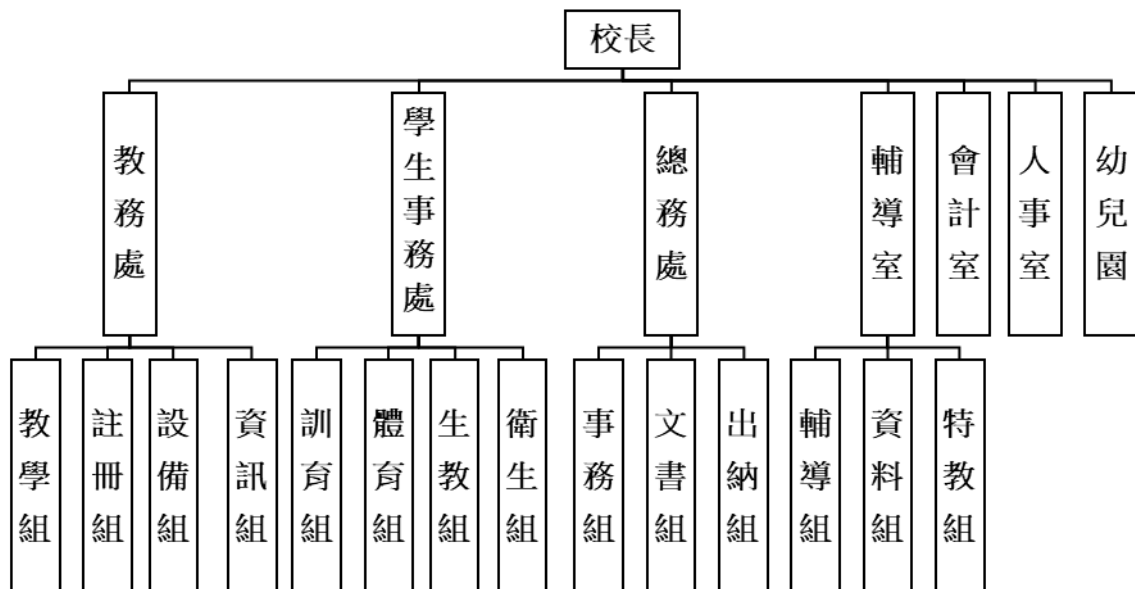 校長
教務處
學生事務處
總務處
輔導室
會計室
人事室
幼兒園
教學組
註冊組
設備組
資訊組
訓育組
體育組
生教組
衛生組
事務組
文書組
出納組
輔導組
資料組
特教組